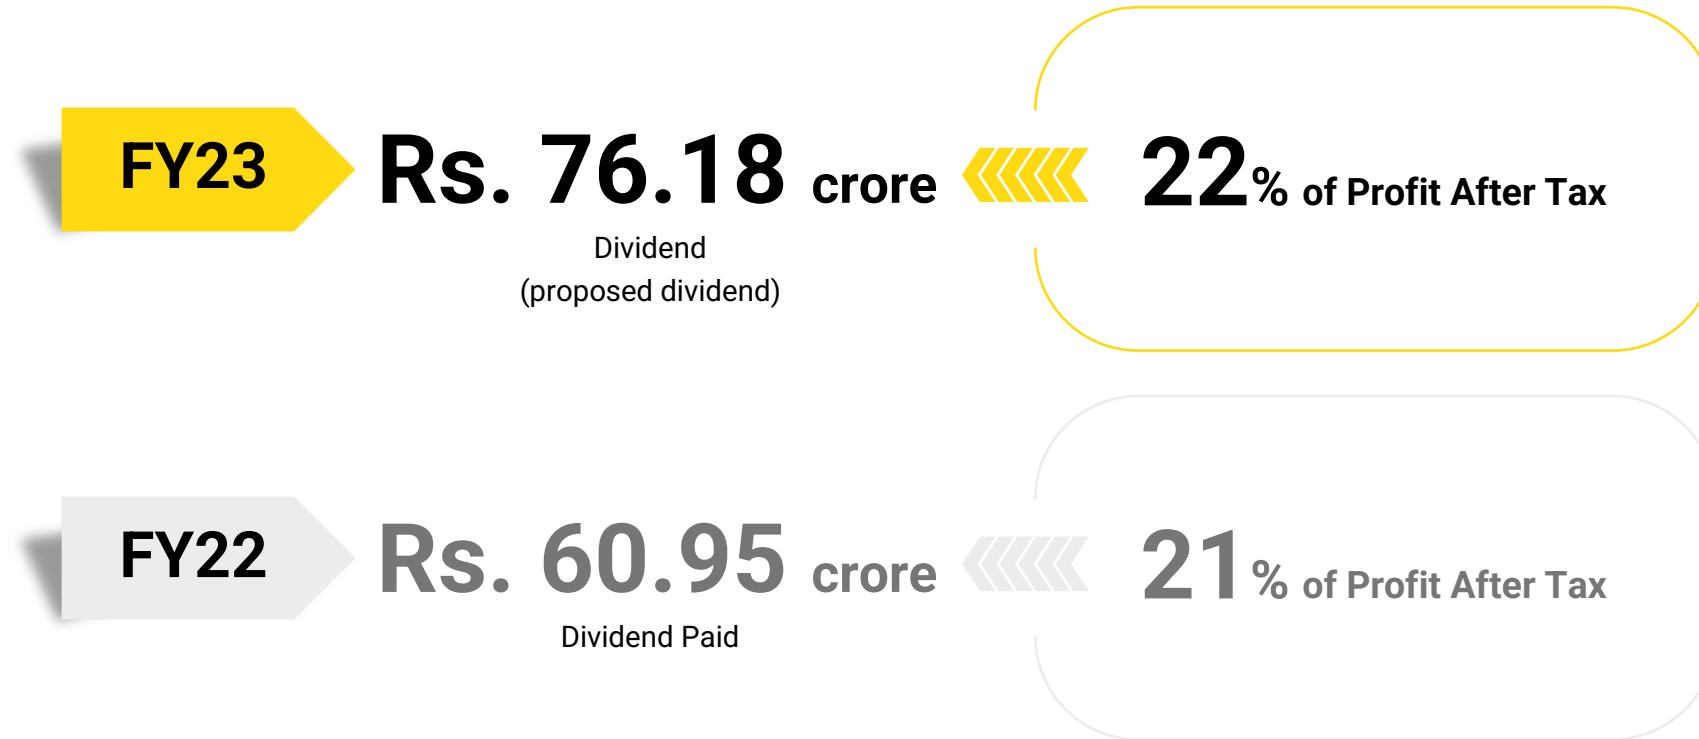 FY23
Rs. 76.18 crore
22% of Profit After Tax
Dividend
(proposed dividend)
FY22
Rs. 60.95 crore
21% of Profit After Tax
Dividend Paid